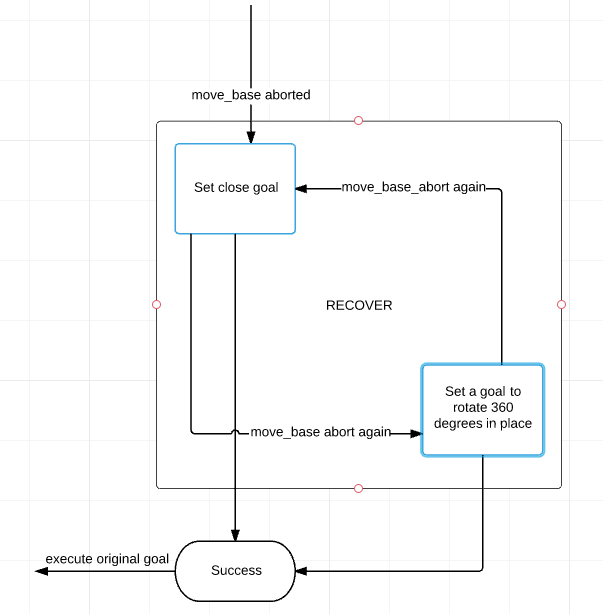 move_base aborted
Set close goal
move_base_abort again
RECOVER
Set a goal to
rotate 360
degrees in place
move_base abort again
execute original goal
Success